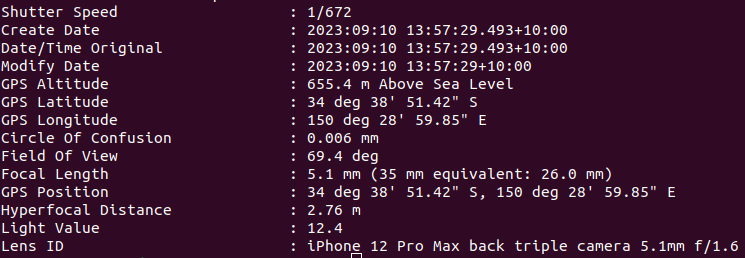 Shutter Speed : 1/672
Create Date : 2023:09:10 13:57:29.493+10:00
Date/Time Original : 2023:09:10 13:57:29.493+10:00
Modify Date : 2023:09:10 13:57:29+10:00
GPS Altitude : 655.4 m Above Sea Level
GPS Latitude : 34 deg 38' 51.42" S
GPS Longitude : 150 deg 28' 59.85" E
Circle Of Confusion : 0.006 mm
Field Of View : 69.4 deg
Focal Length : 5.1 mm (35 mm equivalent: 26.0 mm)
GPS Position : 34 deg 38' 51.42" S, 150 deg 28' 59.85" E
Hyperfocal Distance : 2.76 m
Light Value : 12.4
Lens ID : iPhone 12 Pro Max back triple camera 5.1mm f/1.6